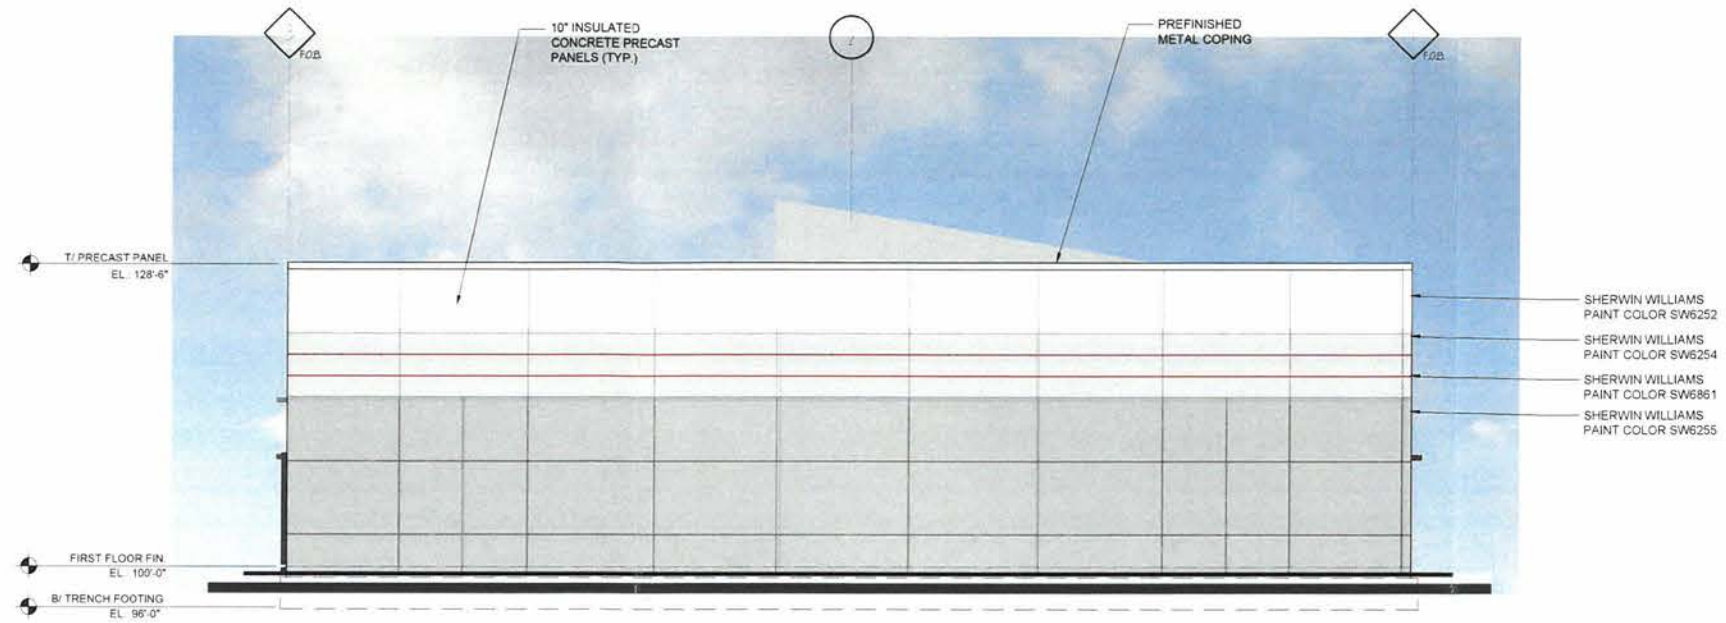 10" INSULATED
CONCRETE PRECAST
PANELS (TYP.)
PREFINISHED
METAL COPING
F.O.B.
F.O.B.
T/ PRECAST PANEL
EL.: 128'-6"
SHERWIN WILLIAMS
PAINT COLOR SW6252
SHERWIN WILLIAMS
PAINT COLOR SW6254
SHERWIN WILLIAMS
PAINT COLOR SW6861
SHERWIN WILLIAMS
PAINT COLOR SW6255
FIRST FLOOR FIN.
EL.: 100'-0"
B/ TRENCH FOOTING
EL. 96'-0"